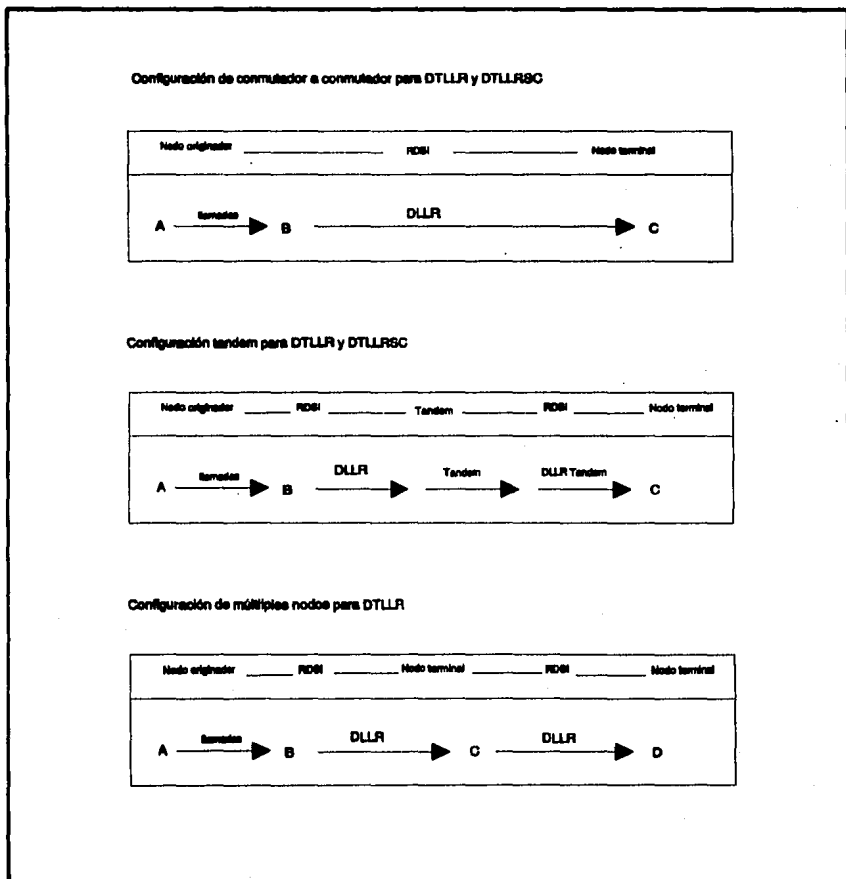 Configuración de conmutador a conmutador para DTLLR y DTLLRSC
Nodo originador RDSI Nodo terminal
A llamadas B DLLR C
Configuración tandem para DTLLR y DTLLRSC
Nodo originador RDSI Tandem RDSI Nodo terminal
A llamadas B DLLR Tandem DLLR Tandem C
Configuración de múltiples nodos para DTLLR
Nodo originador RDSI Nodo terminal RDSI Nodo terminal
A llamadas B DLLR C DLLR D